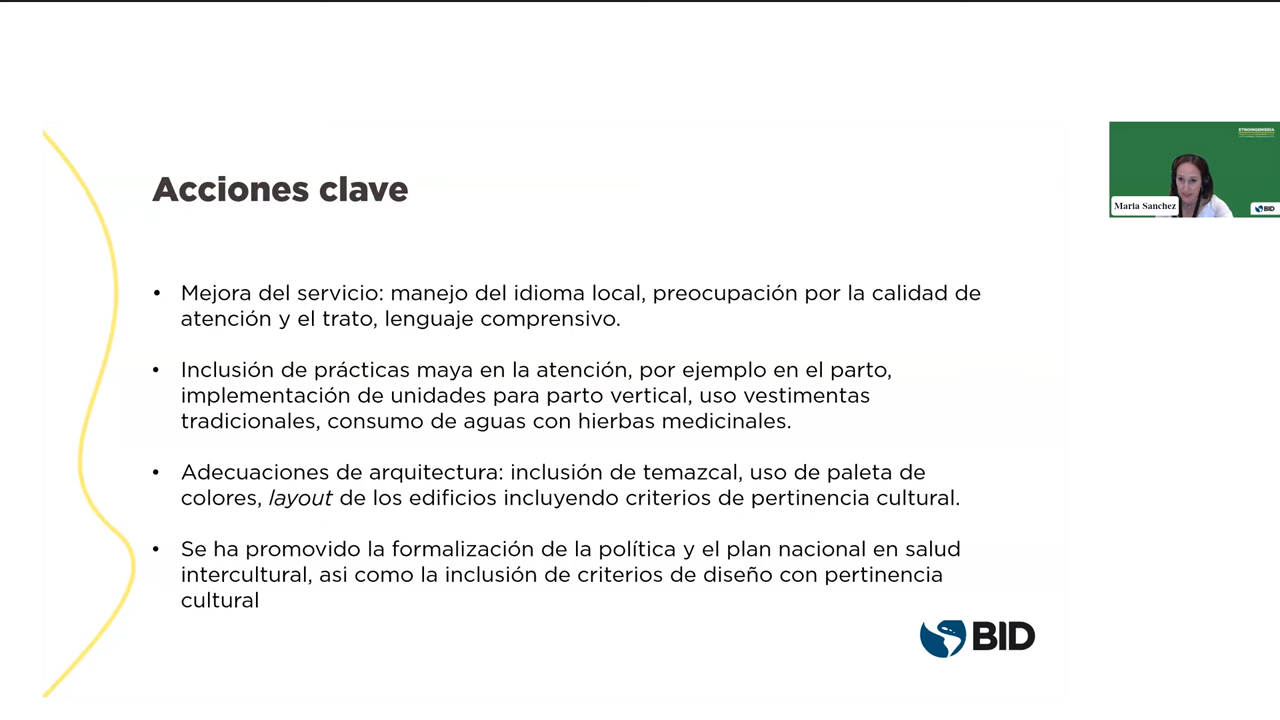 Acciones clave
• Mejora del servicio: manejo del idioma local, preocupación por la calidad de
atención y el trato, lenguaje comprensivo.
• Inclusión de prácticas maya en la atención, por ejemplo en el parto,
implementación de unidades para parto vertical, uso vestimentas
tradicionales, consumo de aguas con hierbas medicinales.
• Adecuaciones de arquitectura: inclusión de temazcal, uso de paleta de
colores, layout de los edificios incluyendo criterios de pertinencia cultural.
• Se ha promovido la formalización de la política y el plan nacional en salud
intercultural, asi como la inclusión de criterios de diseño con pertinencia
cultural
BID
ETNOINGENIERIA
Maria Sanchez
BID